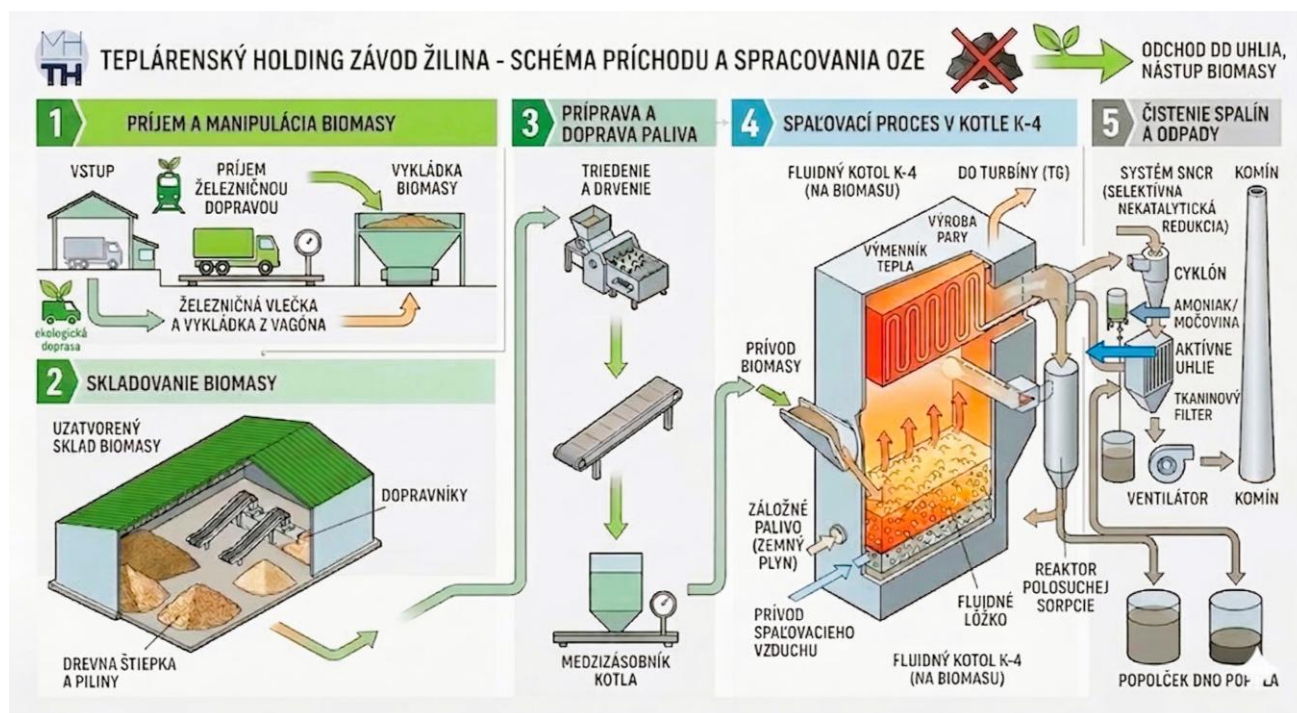 MH
TH
TEPLÁRENSKÝ HOLDING ZÁVOD ŽILINA - SCHÉMA PRÍCHODU A SPRACOVANIA OZE
ODCHOD DD UHLIA,
NÁSTUP BIOMASY
1
PRÍJEM A MANIPULÁCIA BIOMASY
VSTUP
PRÍJEM
ŽELEZNIČNOU
DOPRAVOU
VYKLÁDKA
BIOMASY
ekologická
doprasa
ŽELEZNIČNÁ VLEČKA
A VYKLÁDKA Z VAGÓNA
2
SKLADOVANIE BIOMASY
UZATVORENÝ
SKLAD BIOMASY
DOPRAVNÍKY
DREVNA ŠTIEPKA
A PILINY
3
PRÍPRAVA A
DOPRAVA PALIVA
TRIEDENIE
A DRVENIE
MEDZIZÁSOBNÍK
KOTLA
4
SPAĽOVACÍ PROCES V KOTLE K-4
FLUIDNÝ KOTOL K-4
(NA BIOMASU)
DO TURBÍNY (TG)
VÝROBA
PARY
VÝMENNÍK
TEPLA
PRÍVOD
BIOMASY
ZÁLOŽNÉ
PALIVO
(ZEMNÝ
PLYN)
PRÍVOD
SPAĽOVACIEHO
VZDUCHU
FLUIDNÉ
LÔŽKO
REAKTOR
POLOSUCHEJ
SORPCIE
FLUIDNÝ KOTOL K-4
(NA BIOMASU)
5
ČISTENIE SPALÍN
A ODPADY
SYSTÉM SNCR
(SELEKTÍVNA
NEKATALYTICKÁ
REDUKCIA)
KOMÍN
CYKLÓN
AMONIAK/
MOČOVINA
AKTÍVNE
UHLIE
TKANINOVÝ
FILTER
VENTILÁTOR
KOMÍN
POPOLČEK DNO